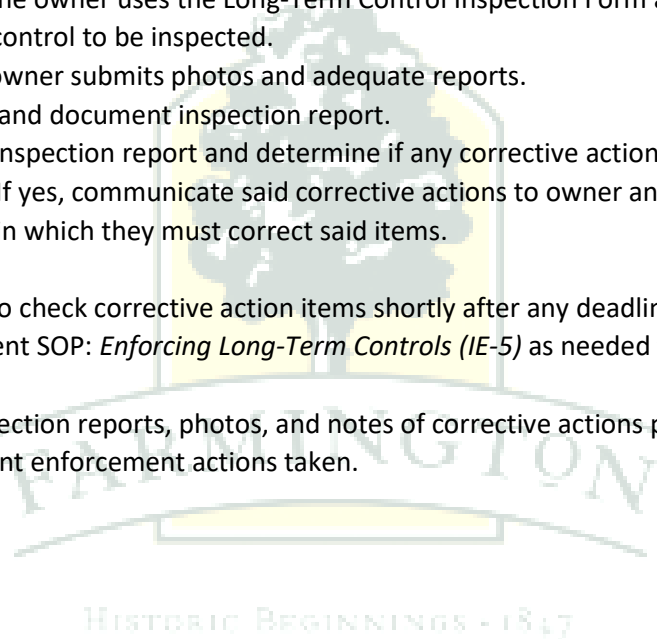 he owner uses the Long-Term Control Inspection Form a
control to be inspected.
owner submits photos and adequate reports.
and document inspection report.
nspection report and determine if any corrective action
If yes, communicate said corrective actions to owner an
in which they must correct said items.
o check corrective action items shortly after any deadlin
ent SOP: Enforcing Long-Term Controls (IE-5) as needed
ection reports, photos, and notes of corrective actions p
nt enforcement actions taken.
FARMINGTON
HISTORIC BEGINNINGS - 1847